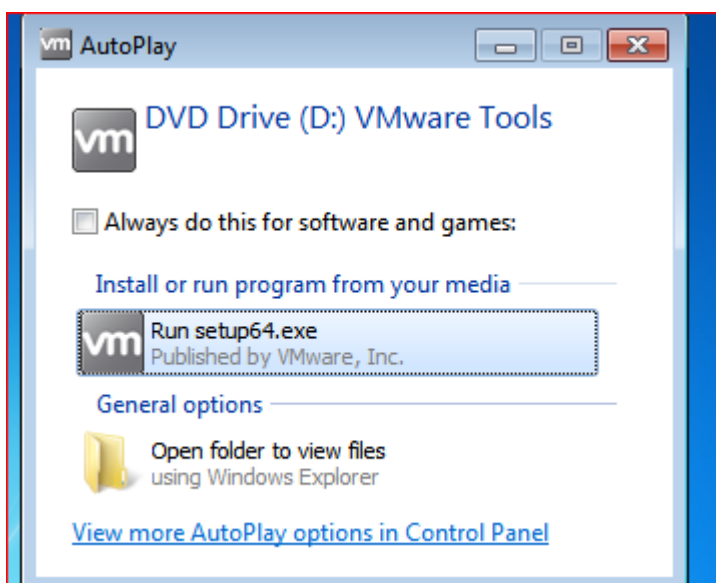 vm AutoPlay
vm DVD Drive (D:) VMware Tools
Always do this for software and games:
Install or run program from your media
vm Run setup64.exe
Published by VMware, Inc.
General options
Open folder to view files
using Windows Explorer
View more AutoPlay options in Control Panel